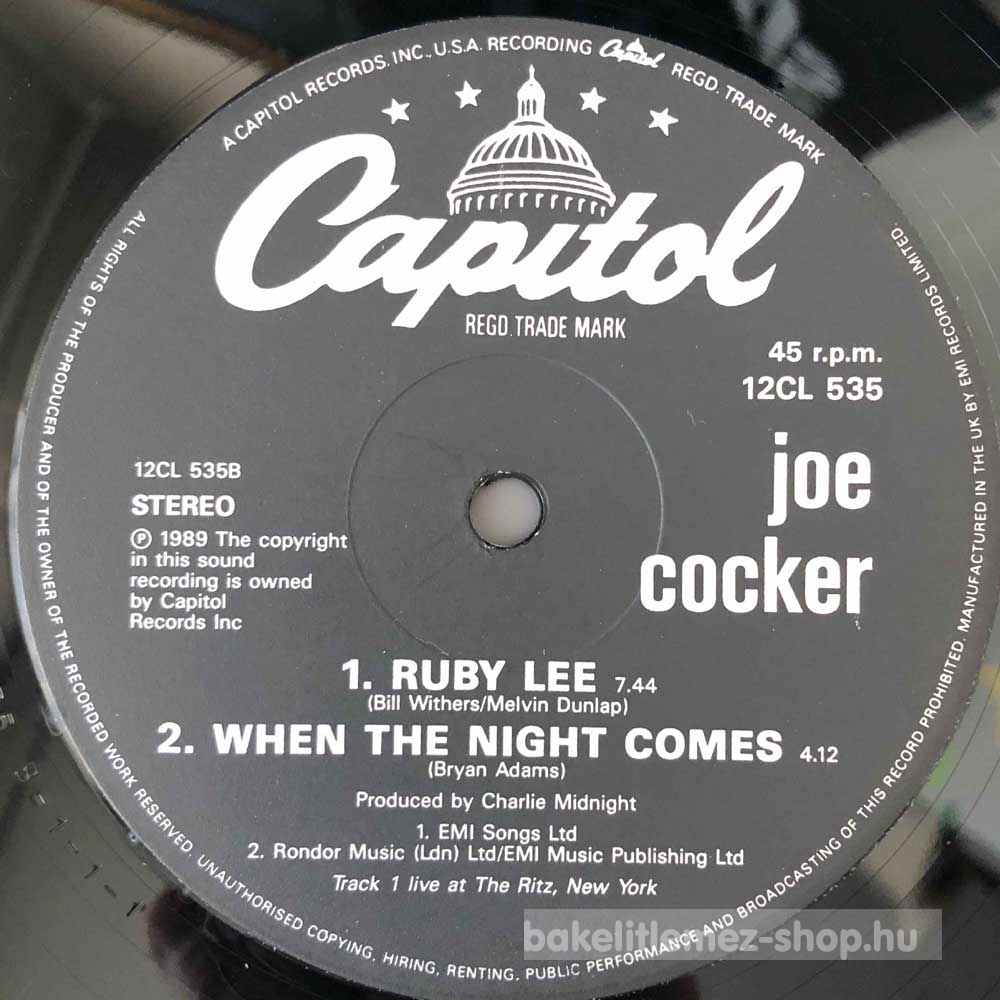 A CAPITOL RECORDS. INC., U.S.A. RECORDING Capitol REGD. TRADE MARK
Capitol
REGD. TRADE MARK
45 r.p.m.
12CL 535
joe
cocker
12CL 535B
STEREO
℗ 1989 The copyright
in this sound
recording is owned
by Capitol
Records Inc
1. RUBY LEE 7.44
(Bill Withers/Melvin Dunlap)
2. WHEN THE NIGHT COMES 4.12
(Bryan Adams)
Produced by Charlie Midnight
1. EMI Songs Ltd
2. Rondor Music (Ldn) Ltd/EMI Music Publishing Ltd
Track 1 live at The Ritz, New York
ALL RIGHTS OF THE PRODUCER AND OF THE OWNER OF THE RECORDED WORK RESERVED. UNAUTHORISED COPYING, HIRING, RENTING, PUBLIC PERFORMANCE AND BROADCASTING OF THIS RECORD PROHIBITED. MANUFACTURED IN THE UK BY EMI RECORDS LIMITED.
bakelitlemez-shop.hu